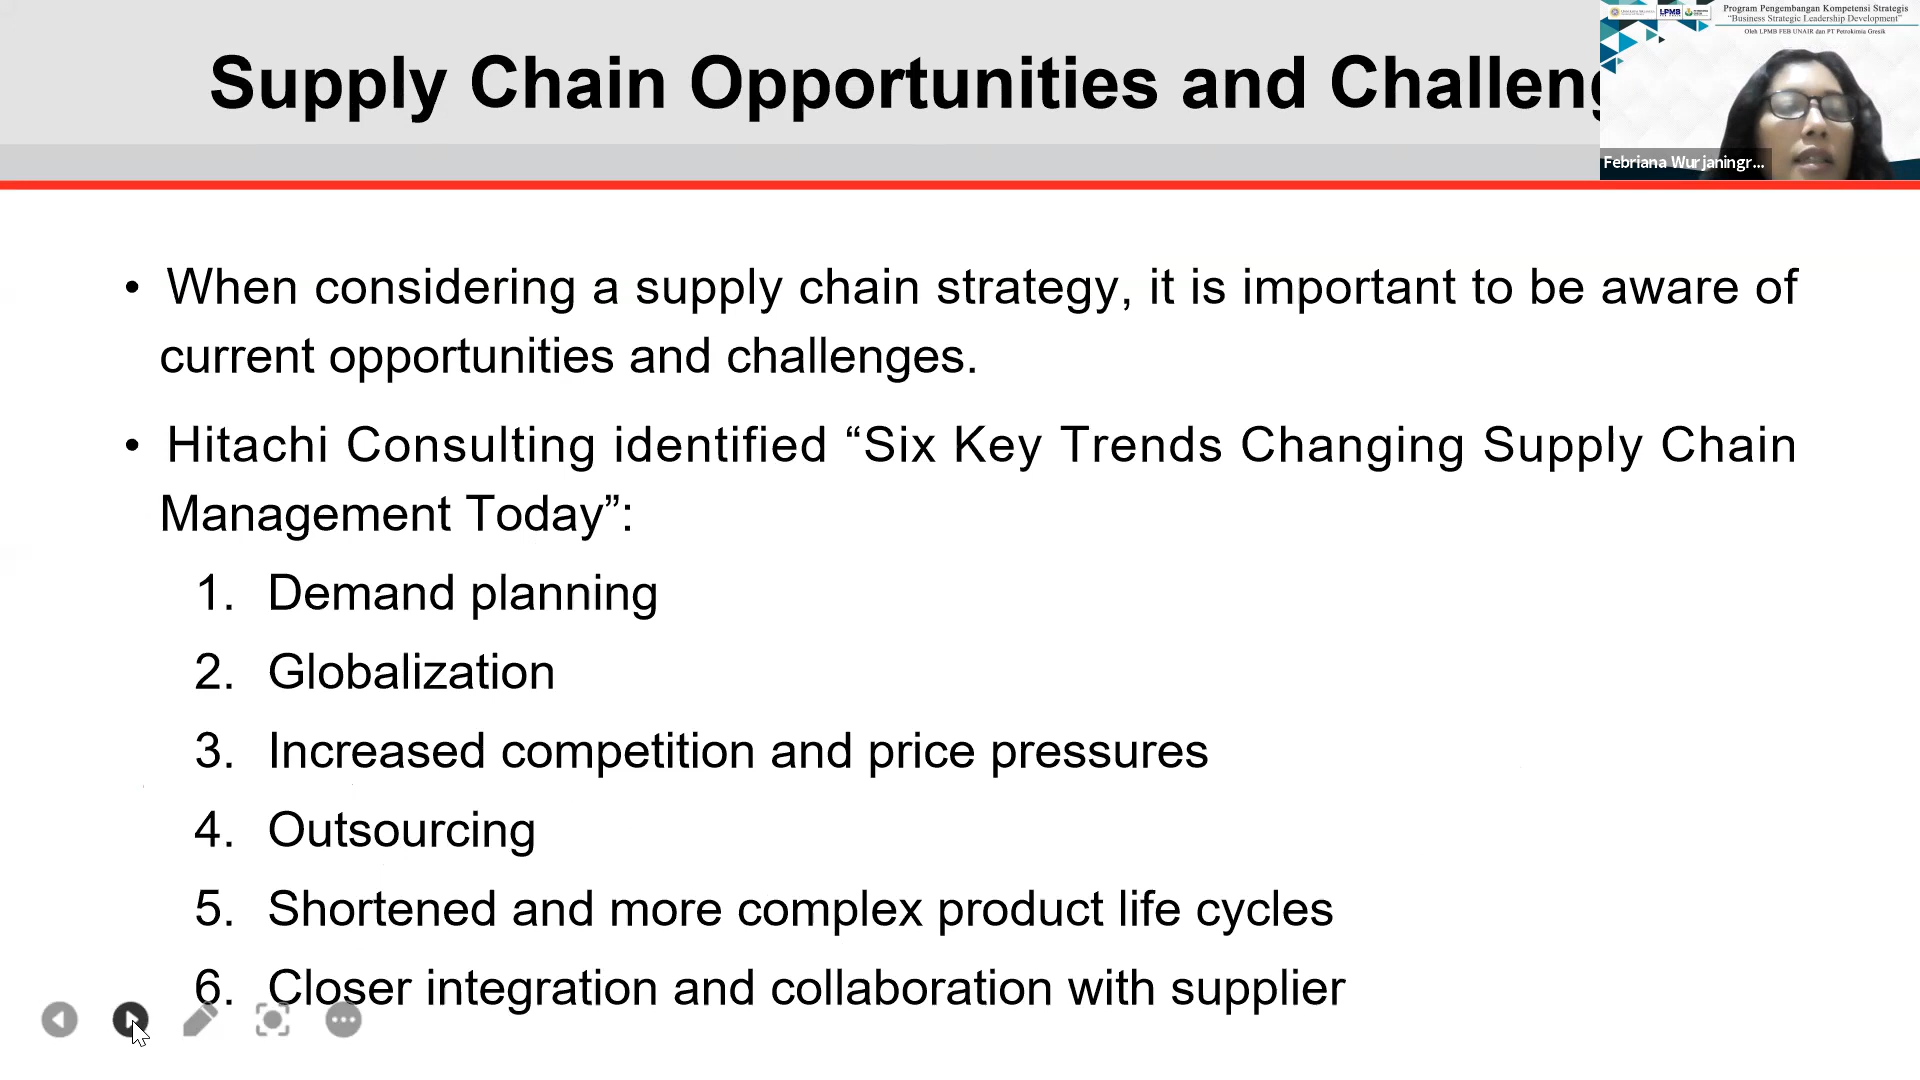 Supply Chain Opportunities and Challeng
LPMB
Program Pengembangan Kompetensi Strategis
“Business Strategic Leadership Development”
Oleh LPMB FEB UNAIR dan PT Petrokimia Gresik
Febriana Wurjaningr...
• When considering a supply chain strategy, it is important to be aware of
current opportunities and challenges.
• Hitachi Consulting identified “Six Key Trends Changing Supply Chain
Management Today”:
1. Demand planning
2. Globalization
3. Increased competition and price pressures
4. Outsourcing
5. Shortened and more complex product life cycles
6. Closer integration and collaboration with supplier